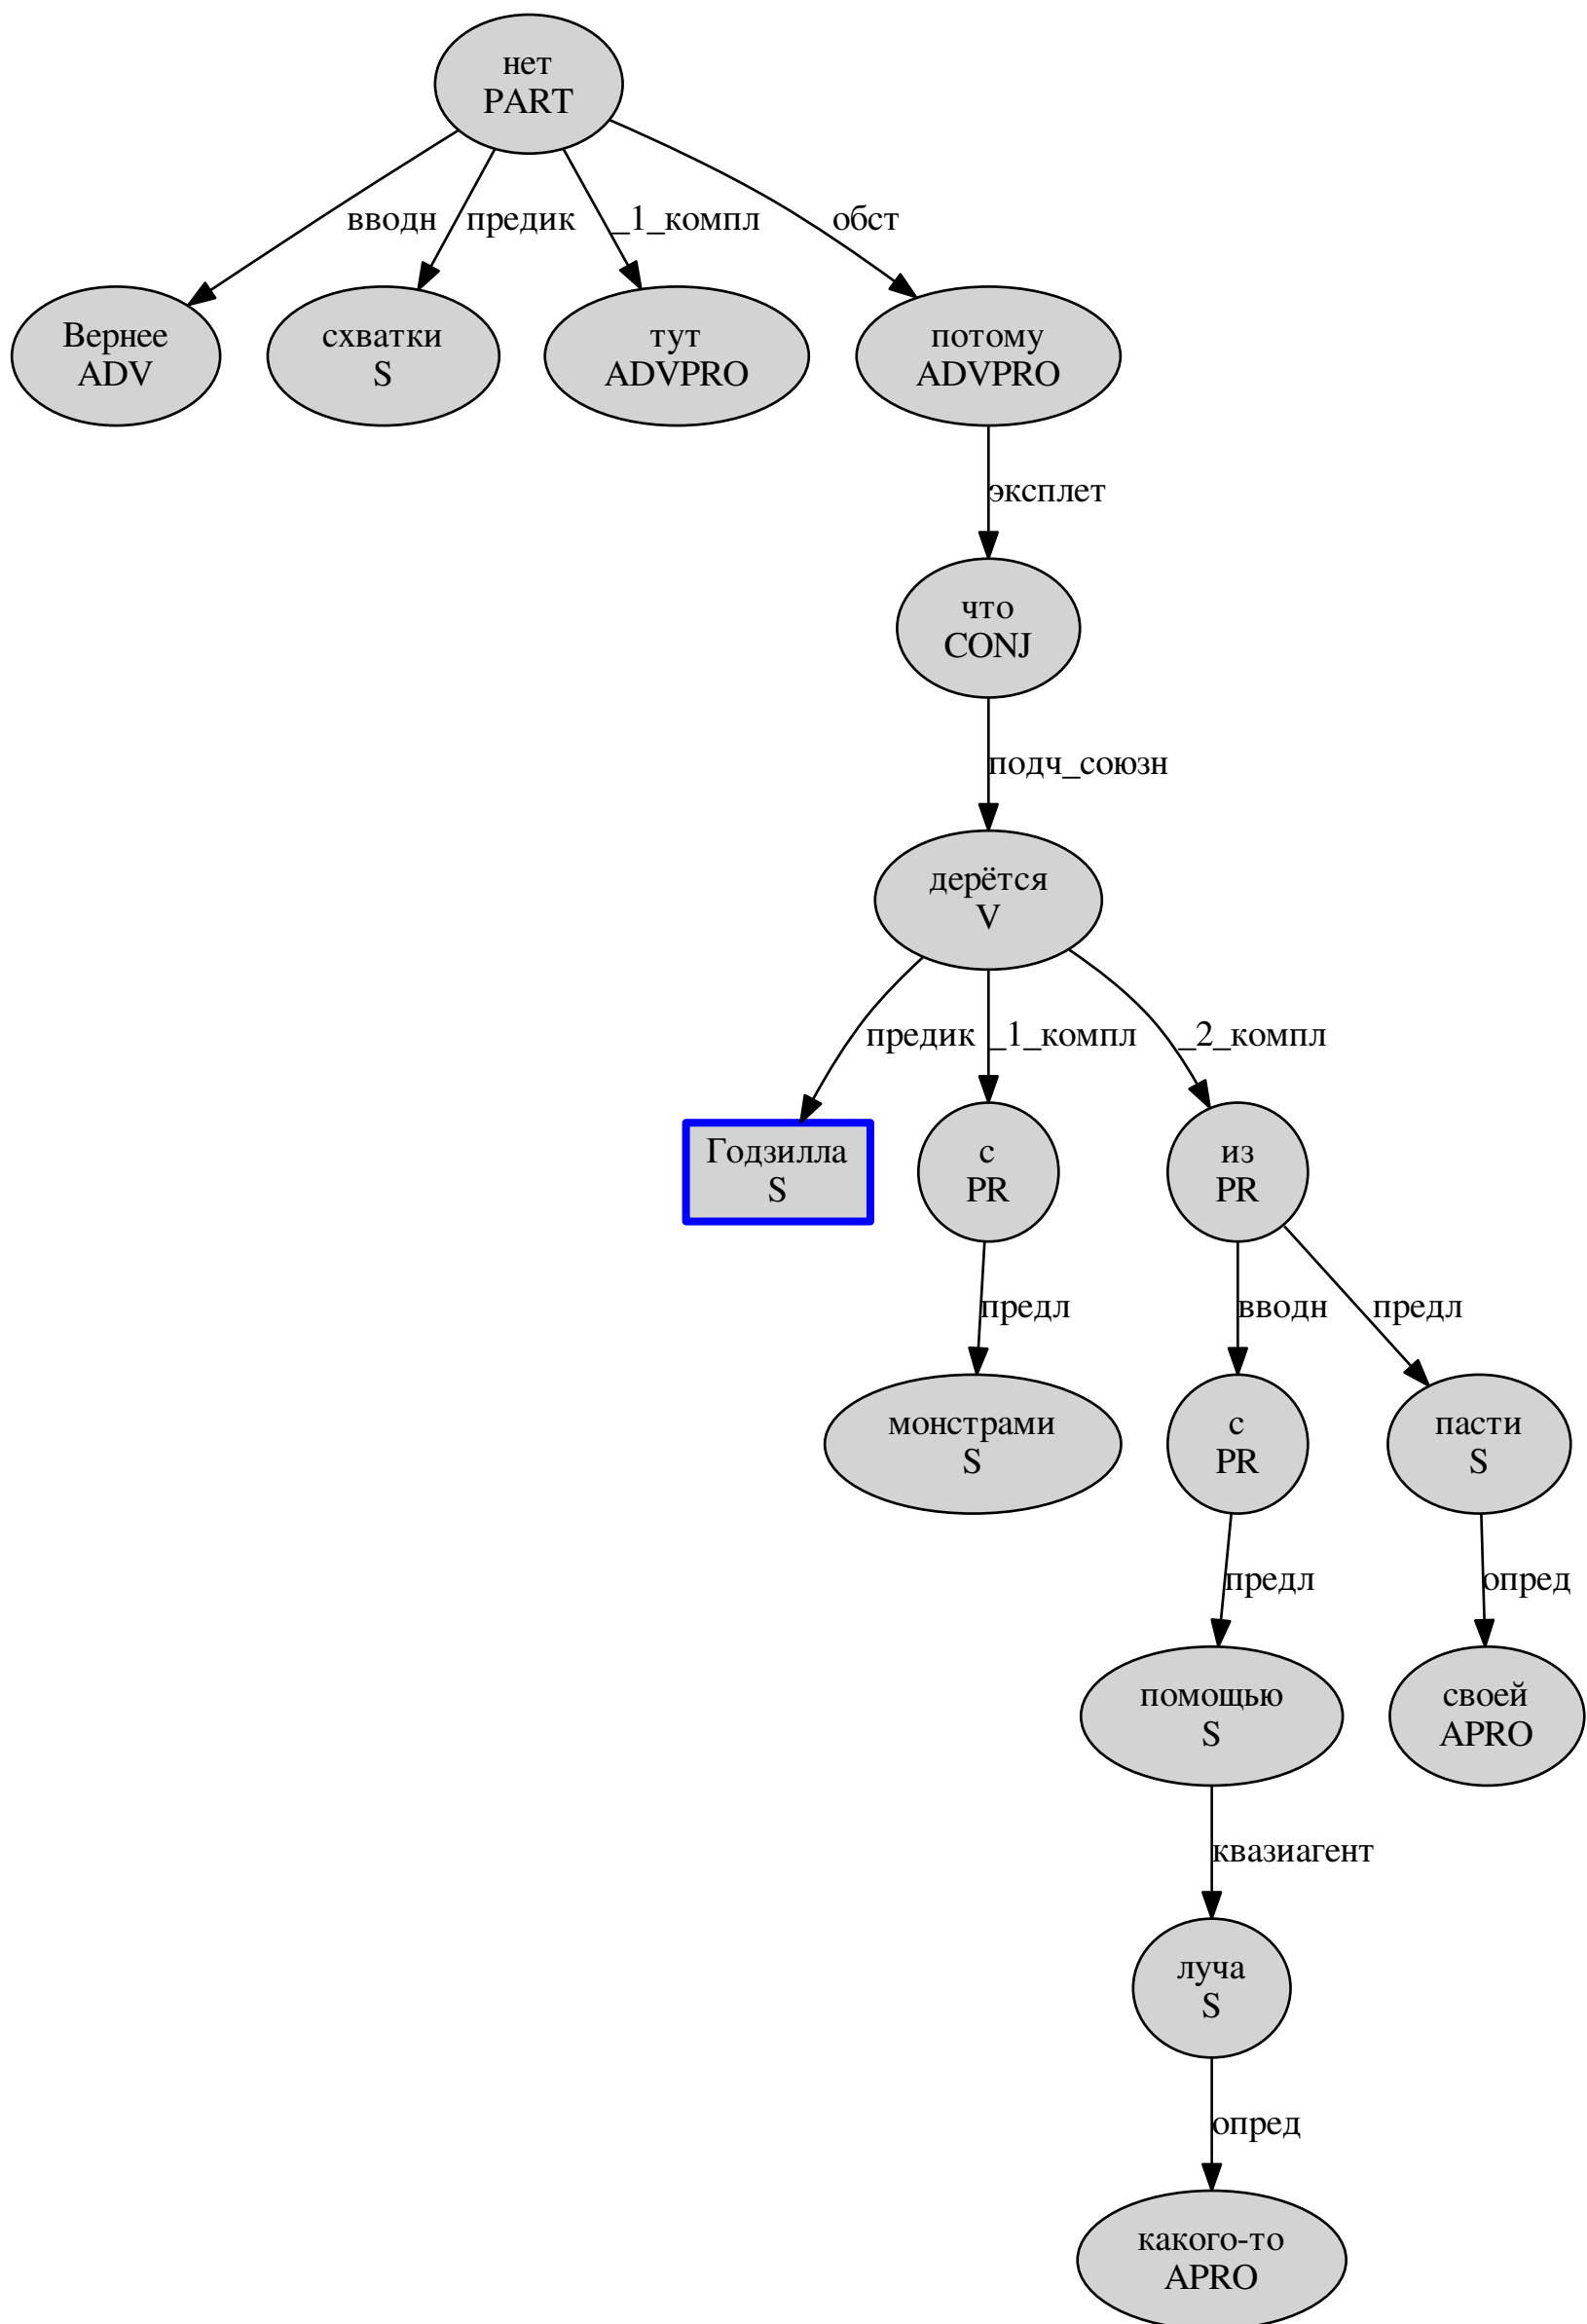 нет
PART
вводн
предик
_1_компл
обст
Вернее
ADV
схватки
S
тут
ADVPRO
потому
ADVPRO
эксплет
что
CONJ
подч_союзн
дерётся
V
предик
_1_компл
_2_компл
Годзилла
S
с
PR
из
PR
предл
вводн
предл
монстрами
S
с
PR
пасти
S
предл
опред
помощью
S
своей
APRO
квазиагент
луча
S
опред
какого-то
APRO